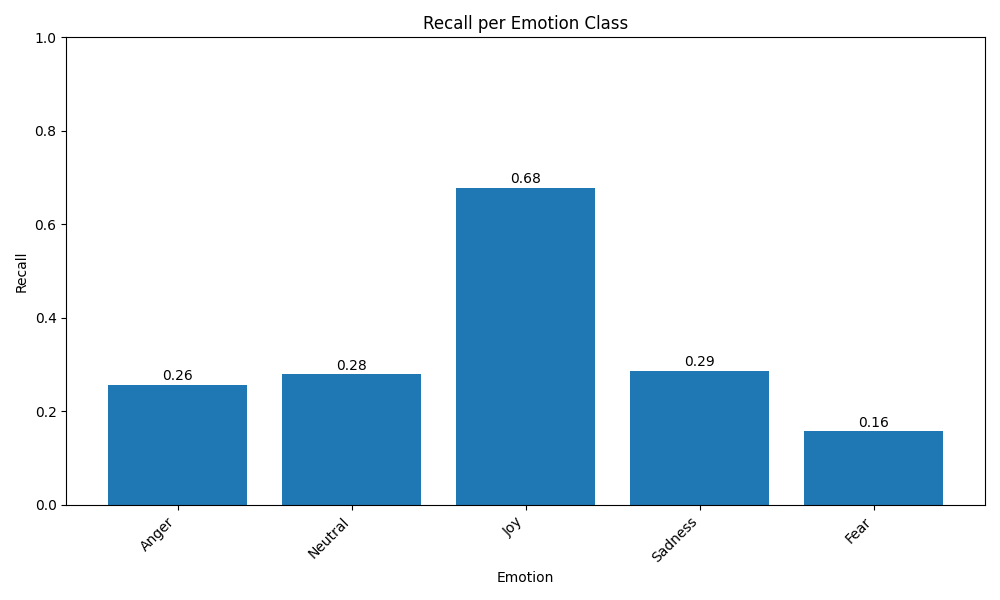 Recall per Emotion Class
1.0
0.8
0.6
0.4
0.2
0.0
Recall
0.26
0.28
0.68
0.29
0.16
Anger
Neutral
Joy
Sadness
Fear
Emotion